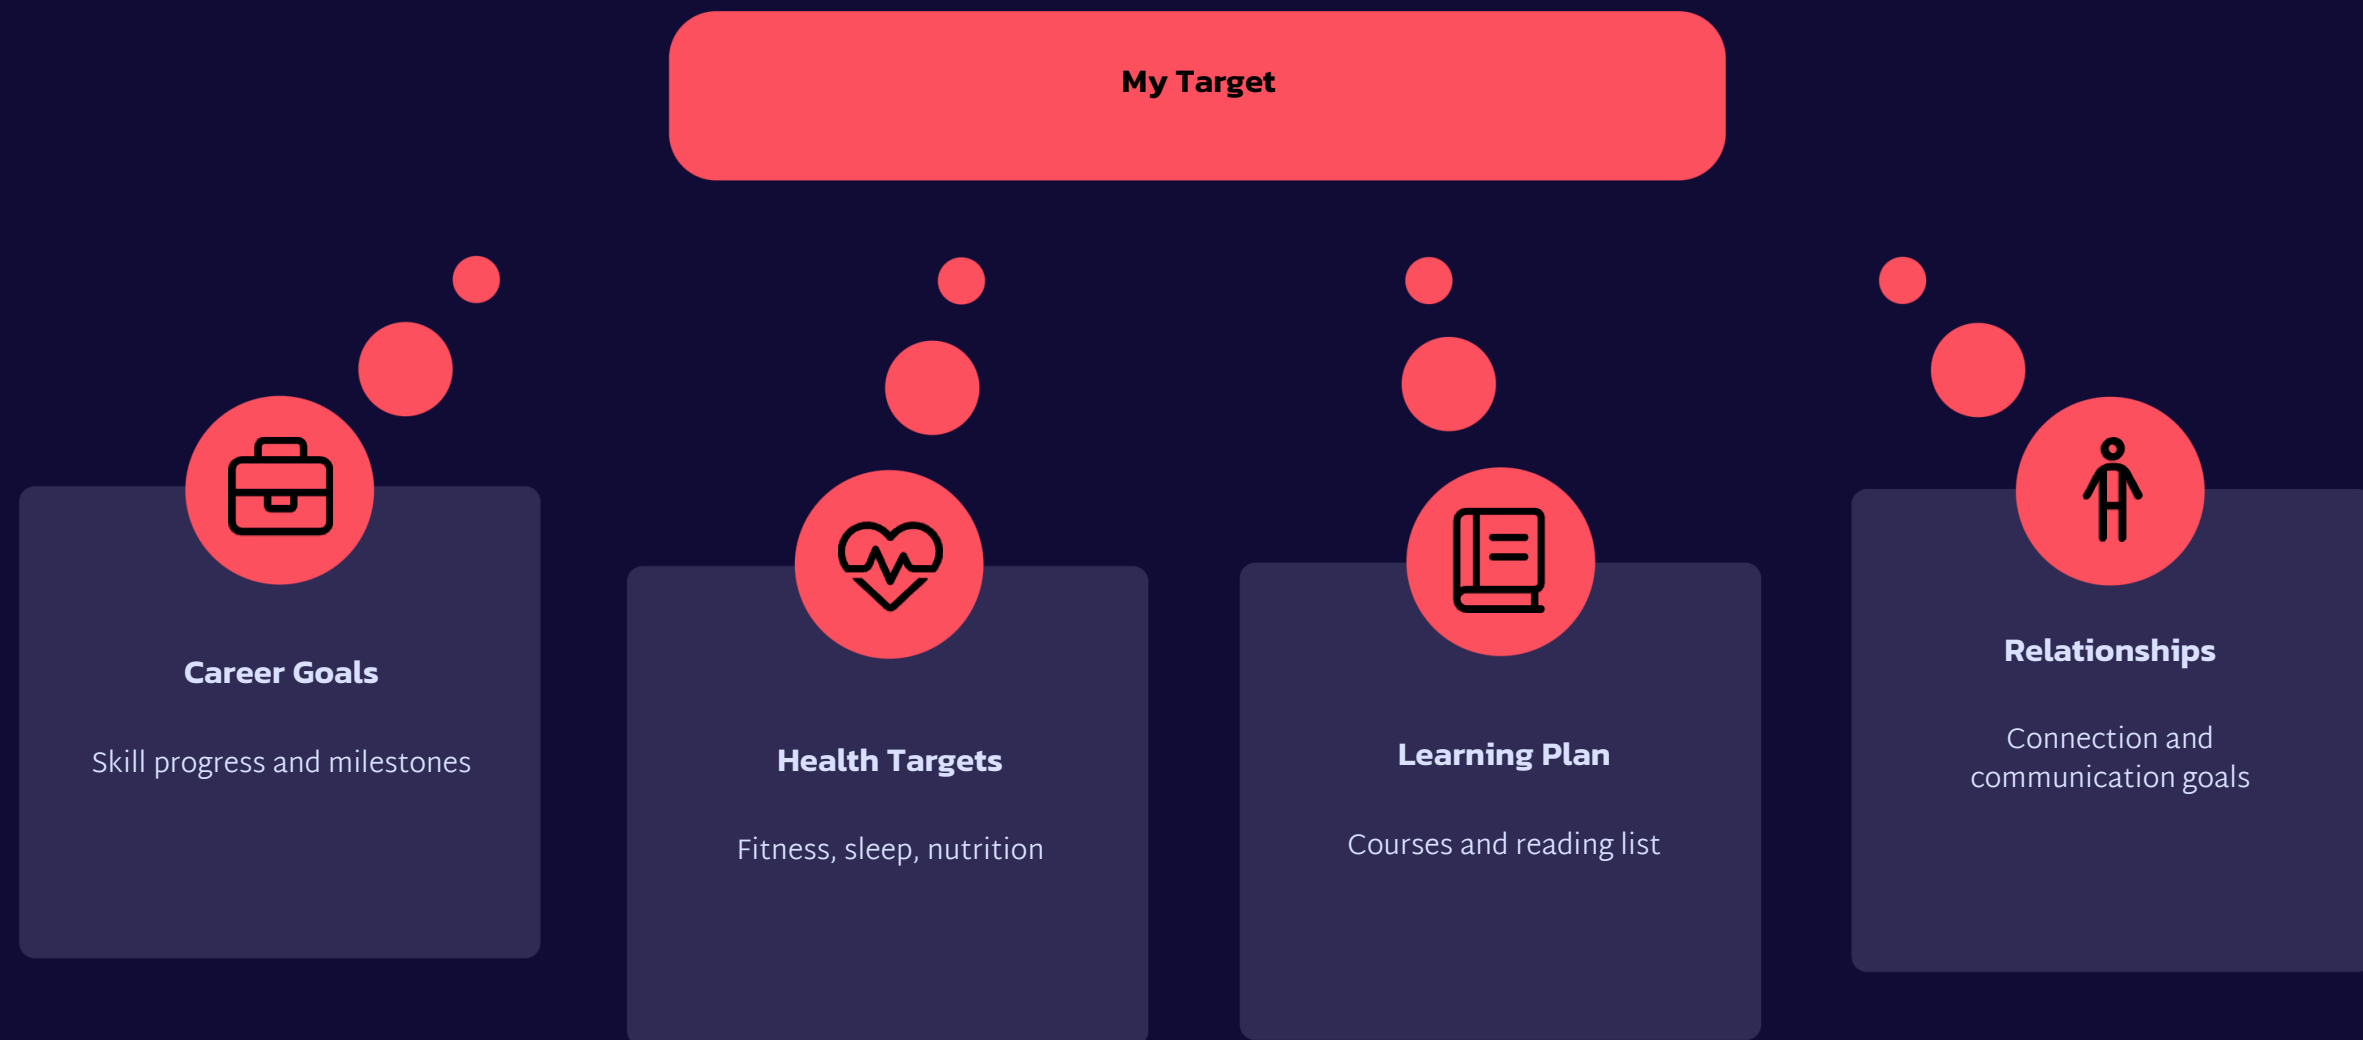 My Target
Career Goals
Skill progress and milestones
Health Targets
Fitness, sleep, nutrition
Learning Plan
Courses and reading list
Relationships
Connection and
communication goals